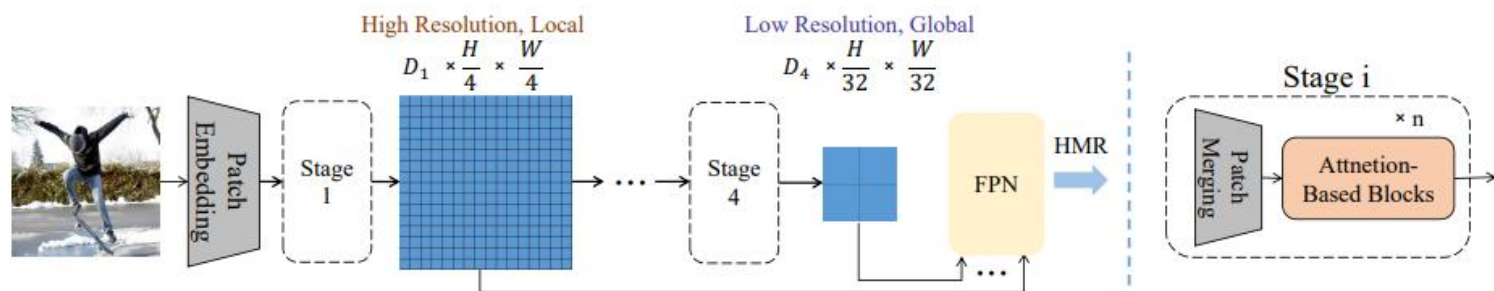 High Resolution, Local
D₁ × H/4 × W/4
Low Resolution, Global
D₄ × H/32 × W/32
Patch
Embedding
Stage
1
...
Stage
4
FPN
...
HMR
Stage i
× n
Patch
Merging
Attnetion-
Based Blocks